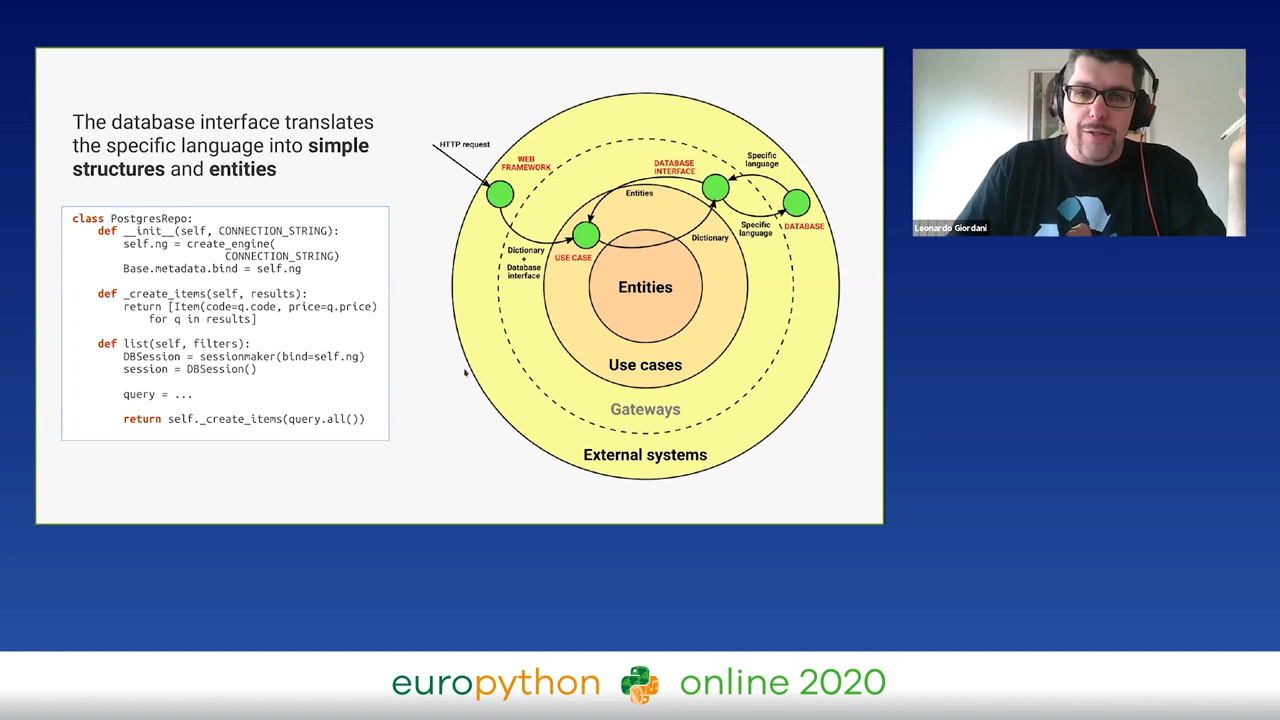 The database interface translates
the specific language into simple
structures and entities
class PostgresRepo:
    def __init__(self, CONNECTION_STRING):
        self.ng = create_engine(
                        CONNECTION_STRING)
        Base.metadata.bind = self.ng
    def _create_items(self, results):
        return [Item(code=q.code, price=q.price)
            for q in results]
    def list(self, filters):
        DBSession = sessionmaker(bind=self.ng)
        session = DBSession()
        query = ...
        return self._create_items(query.all())
HTTP request
WEB
FRAMEWORK
Dictionary
+
Database
interface
USE CASE
Entities
DATABASE
INTERFACE
Dictionary
Specific
language
Specific
language
DATABASE
Entities
Use cases
Gateways
External systems
Leonardo Giordani
europython online 2020